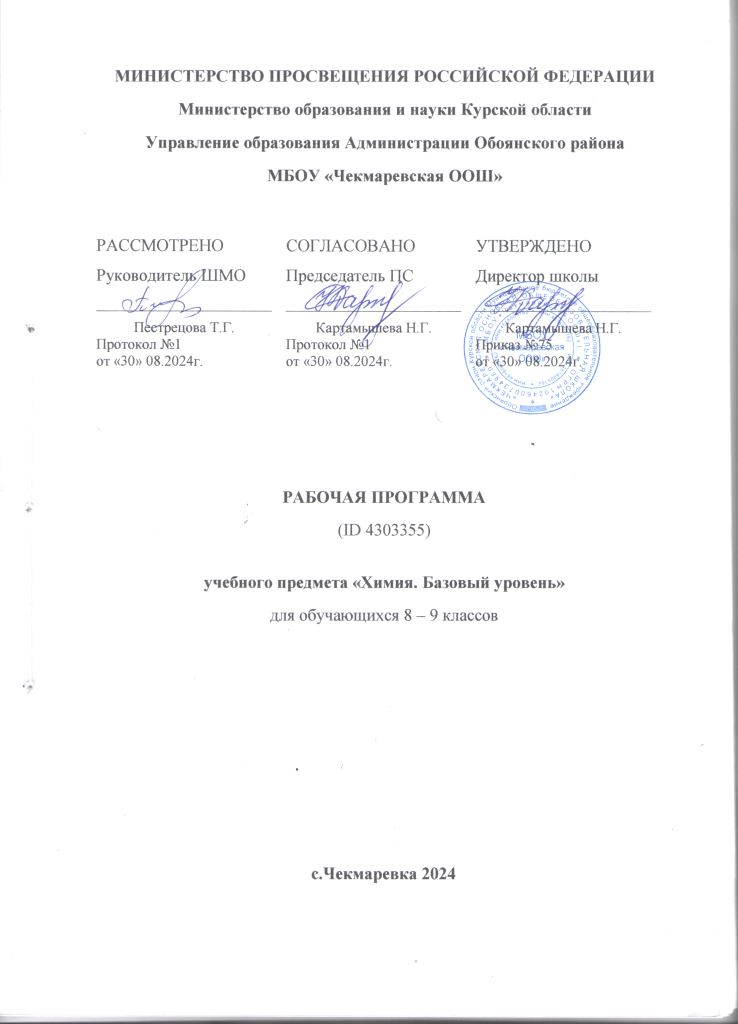 МИНИСТЕРСТВО ПРОСВЕЩЕНИЯ РОССИЙСКОЙ ФЕДЕРАЦИИ
Министерство образования и науки Курской области
Управление образования Администрации Обоянского района
МБОУ «Чекмаревская ООШ»
РАССМОТРЕНО СОГЛАСОВАНО УТВЕРЖДЕНО
Руководитель ШМО Председатель ПС Директор школы
Пестрецова Т.Г. Картамышева Н.Г. Картамышева Н.Г.
Протокол №1 Протокол №1 Приказ №75
от «30» 08.2024г. от «30» 08.2024г. от «30» 08.2024г.
РАБОЧАЯ ПРОГРАММА
(ID 4303355)
учебного предмета «Химия. Базовый уровень»
для обучающихся 8 – 9 классов
с.Чекмаревка 2024